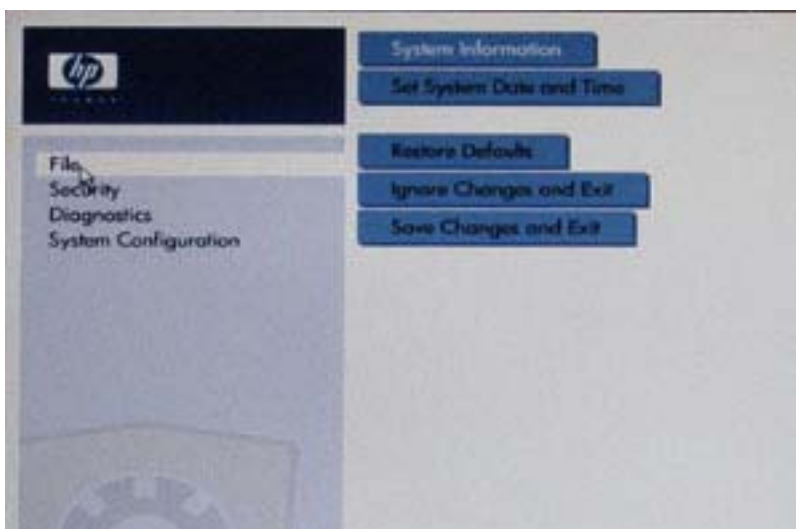 hp
File
Security
Diagnostics
System Configuration
System Information
Set System Date and Time
Restore Defaults
Ignore Changes and Exit
Save Changes and Exit